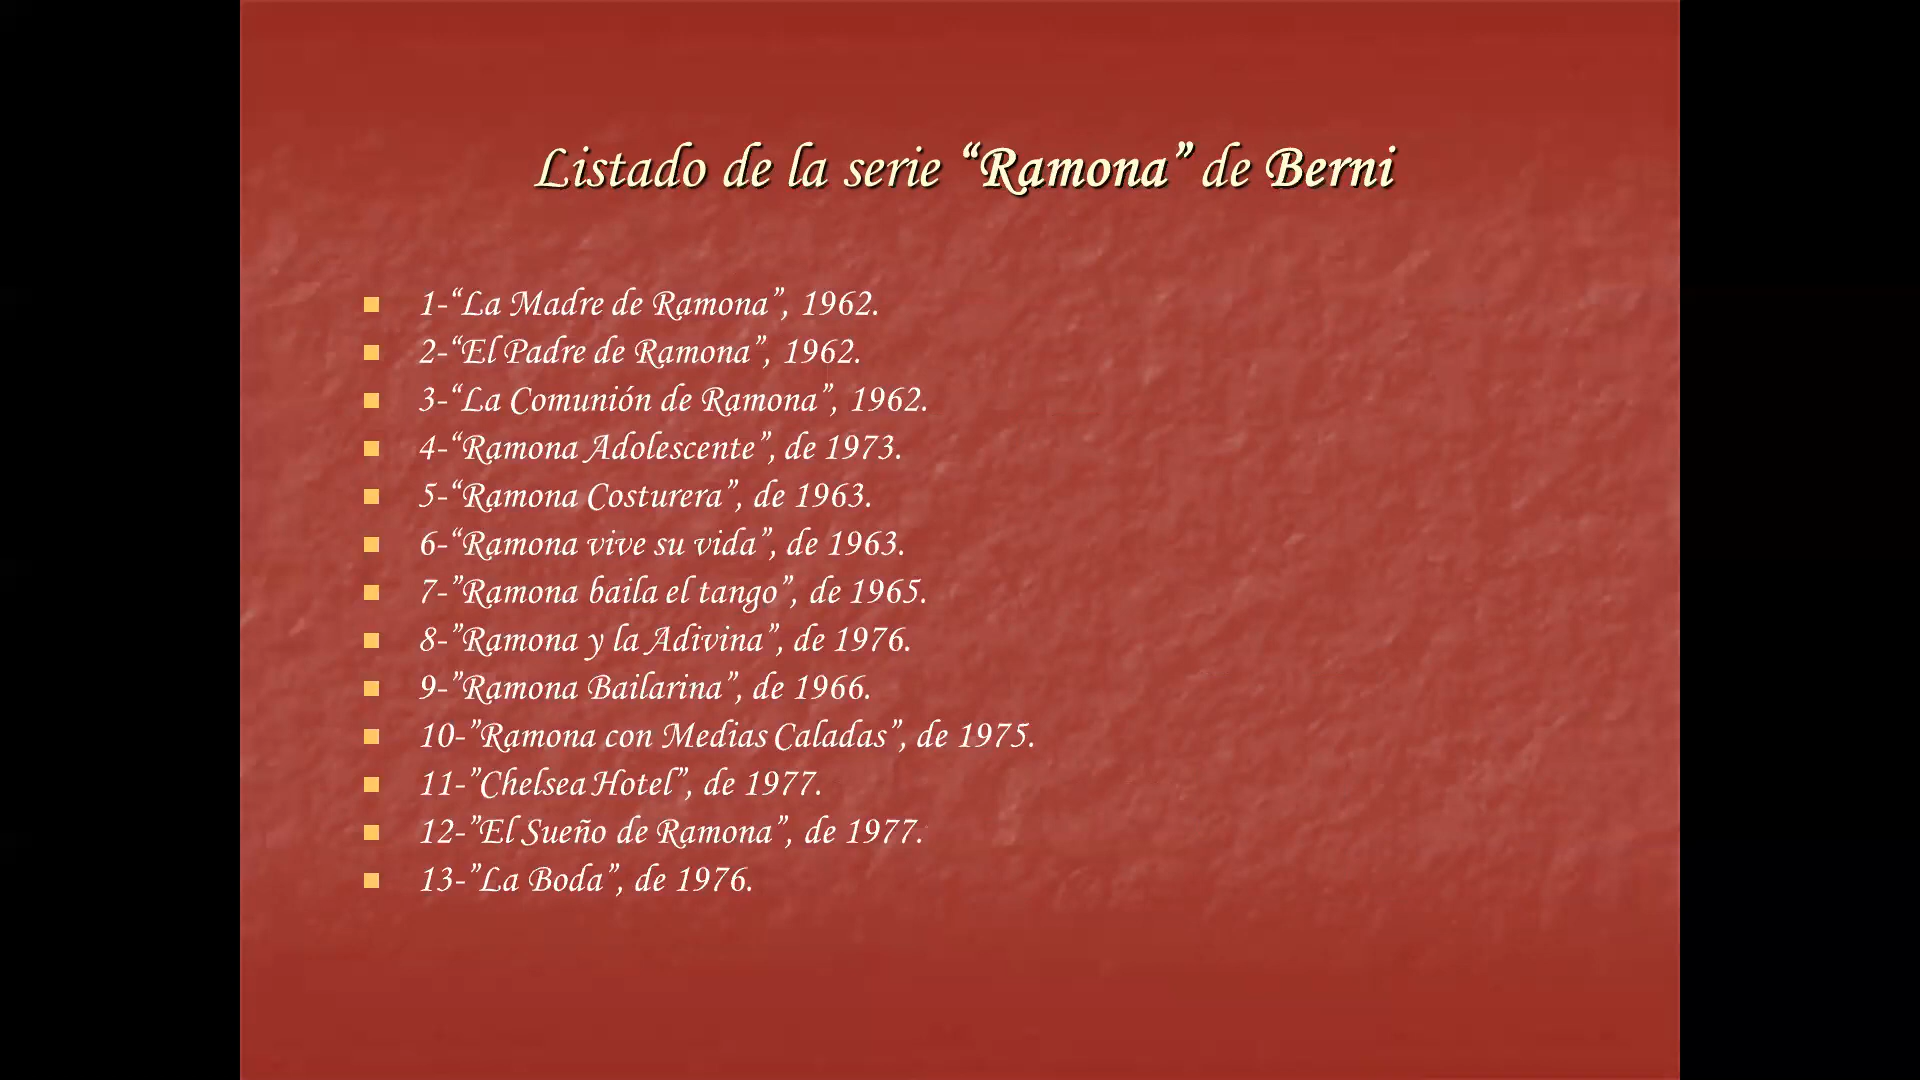 Listado de la serie “Ramona” de Berni
1-“La Madre de Ramona”, 1962.
2-“El Padre de Ramona”, 1962.
3-“La Comunión de Ramona”, 1962.
4-“Ramona Adolescente”, de 1973.
5-“Ramona Costurera”, de 1963.
6-“Ramona vive su vida”, de 1963.
7-”Ramona baila el tango”, de 1965.
8-”Ramona y la Adivina”, de 1976.
9-”Ramona Bailarina”, de 1966.
10-”Ramona con Medias Caladas”, de 1975.
11-”Chelsea Hotel”, de 1977.
12-”El Sueño de Ramona”, de 1977.
13-”La Boda”, de 1976.